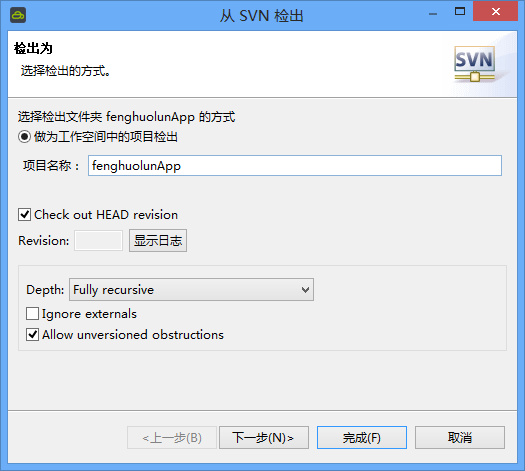 从 SVN 检出
检出为
选择检出的方式。
SVN
选择检出文件夹 fenghuolunApp 的方式
做为工作空间中的项目检出
项目名称： fenghuolunApp
Check out HEAD revision
Revision: 显示日志
Depth: Fully recursive
Ignore externals
Allow unversioned obstructions
<上一步(B) 下一步(N)> 完成(F) 取消